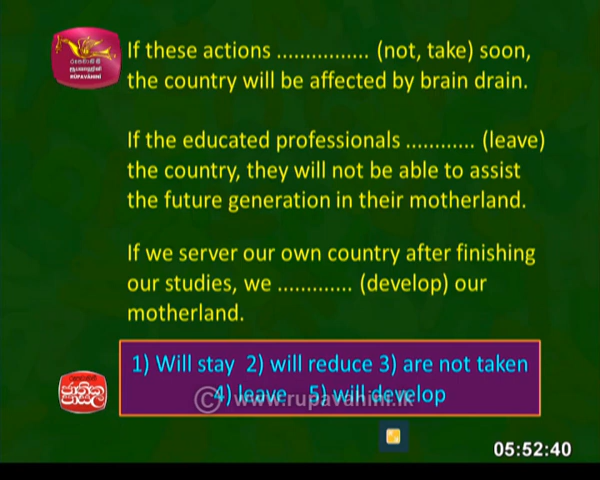 If these actions ................ (not, take) soon,
the country will be affected by brain drain.
If the educated professionals ............ (leave)
the country, they will not be able to assist
the future generation in their motherland.
If we server our own country after finishing
our studies, we ............. (develop) our
motherland.
1) Will stay 2) will reduce 3) are not taken
4) leave 5) will develop
© www.rupavahini.lk
RUPAVAHINI
05:52:40